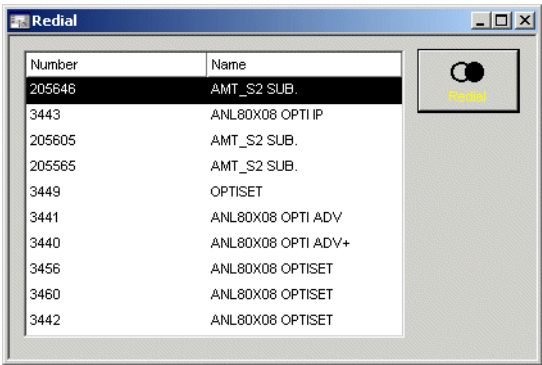 Redial
Number Name
205646 AMT_S2 SUB.
3443 ANL80X08 OPTI IP
205605 AMT_S2 SUB.
205565 AMT_S2 SUB.
3449 OPTISET
3441 ANL80X08 OPTI ADV
3440 ANL80X08 OPTI ADV+
3456 ANL80X08 OPTISET
3460 ANL80X08 OPTISET
3442 ANL80X08 OPTISET
Redial